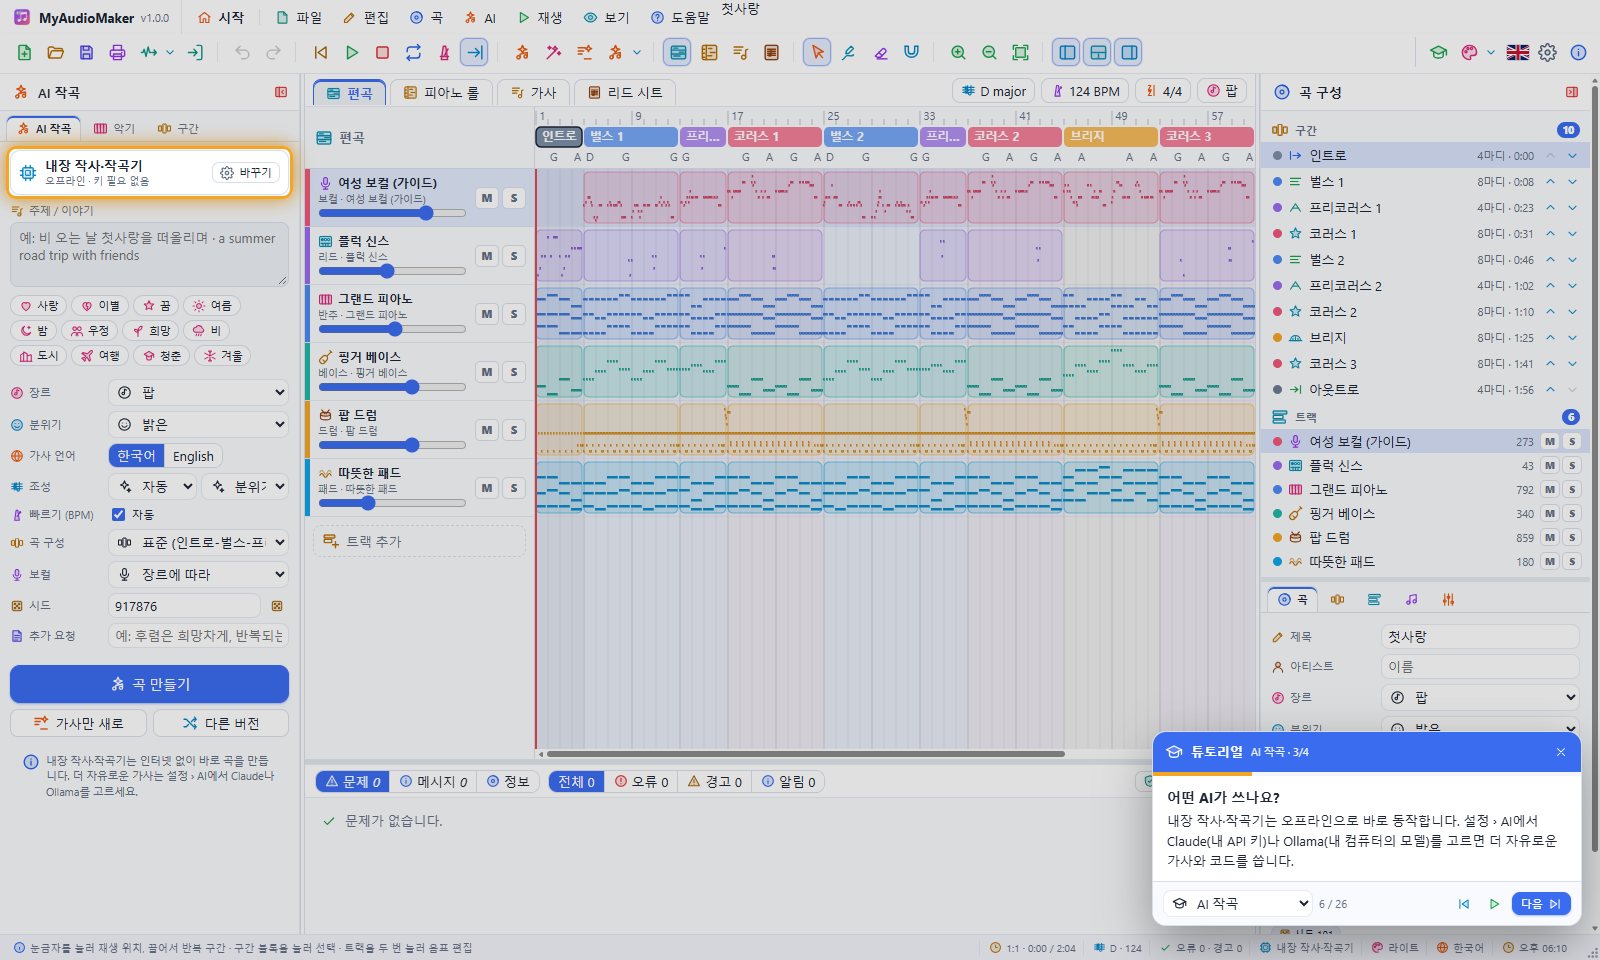 MyAudioMaker v1.0.0 시작 파일 편집 곡 AI 재생 보기 도움말 첫사랑
AI 작곡
AI 작곡 악기 구간
내장 작사·작곡기
오프라인 · 키 필요 없음
바꾸기
주제 / 이야기
예: 비 오는 날 첫사랑을 떠올리며 · a summer
road trip with friends
사랑 이별 꿈 여름
밤 우정 희망 비
도시 여행 청춘 겨울
장르 팝
분위기 밝은
가사 언어 한국어 English
조성 자동
빠르기 (BPM) 자동
곡 구성 표준 (인트로-벌스-프
보컬 장르에 따라
시드 917876
추가 요청 예: 후렴은 희망차게, 반복되는
곡 만들기
가사만 새로 다른 버전
내장 작사·작곡기는 인터넷 없이 바로 곡을 만듭
니다. 더 자유로운 가사는 설정 › AI에서 Claude나
Ollama를 고르세요.
편곡 피아노 롤 가사 리드 시트
D major 124 BPM 4/4 팝
편곡
1 9 17 25 33 41 49 57
인트로 벌스 1 프리... 코러스 1 벌스 2 프리... 코러스 2 브리지 코러스 3
G A D G G G A G A D G G G A G A A A A G A G A
여성 보컬 (가이드)
보컬 · 여성 보컬 (가이드)
M S
플럭 신스
리드 · 플럭 신스
M S
그랜드 피아노
반주 · 그랜드 피아노
M S
핑거 베이스
베이스 · 핑거 베이스
M S
팝 드럼
드럼 · 팝 드럼
M S
따뜻한 패드
패드 · 따뜻한 패드
M S
트랙 추가
문제 0 메시지 0 정보 전체 0 오류 0 경고 0 알림 0
문제가 없습니다.
곡 구성
구간 10
인트로 4마디 · 0:00
벌스 1 8마디 · 0:08
프리코러스 1 4마디 · 0:23
코러스 1 8마디 · 0:31
벌스 2 8마디 · 0:46
프리코러스 2 4마디 · 1:02
코러스 2 8마디 · 1:10
브리지 8마디 · 1:25
코러스 3 8마디 · 1:41
아웃트로 4마디 · 1:56
트랙 6
여성 보컬 (가이드) 273 M S
플럭 신스 43 M S
그랜드 피아노 792 M S
핑거 베이스 340 M S
팝 드럼 859 M S
따뜻한 패드 180 M S
곡
제목 첫사랑
아티스트 이름
장르 팝
분위기 밝은
튜토리얼 AI 작곡 · 3/4
어떤 AI가 쓰나요?
내장 작사·작곡기는 오프라인으로 바로 동작합니다. 설정 › AI에서
Claude(내 API 키)나 Ollama(내 컴퓨터의 모델)를 고르면 더 자유로운
가사와 코드를 씁니다.
AI 작곡 6 / 26 다음
눈금자를 눌러 재생 위치, 끌어서 반복 구간 · 구간 블록을 눌러 선택 · 트랙을 두 번 눌러 음표 편집
1:1 · 0:00 / 2:04 D · 124 오류 0 · 경고 0 내장 작사·작곡기 라이트 한국어 오후 06:10